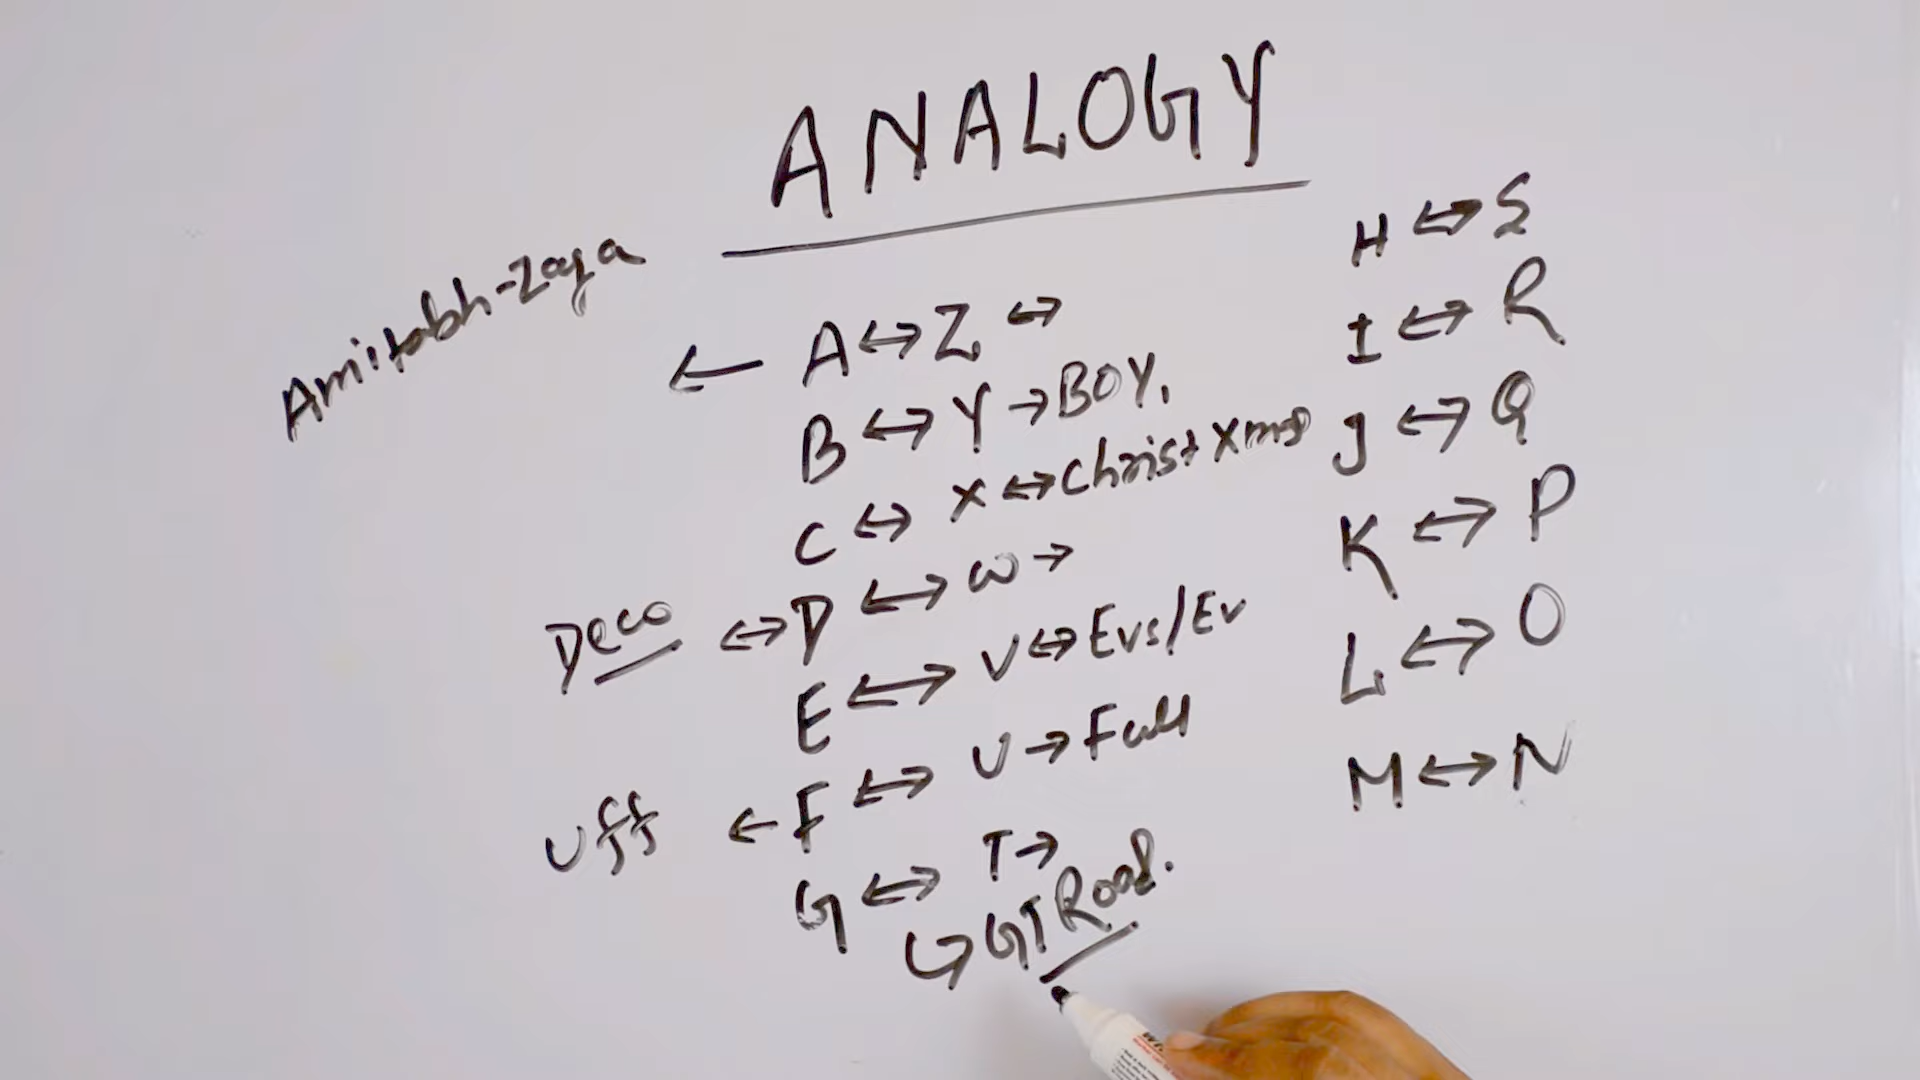 ANALOGY
Amitabh-Zaya
← A ↔ Z ↔
B ↔ Y → BOY,
C ↔ X ↔ Christ Xmas
Deco ↔ D ↔ W →
E ↔ V ↔ Evs/Ev
Uff ← F ↔ U → Full
G ↔ T →
↪ GT Road.
H ↔ S
I ↔ R
J ↔ Q
K ↔ P
L ↔ O
M ↔ N